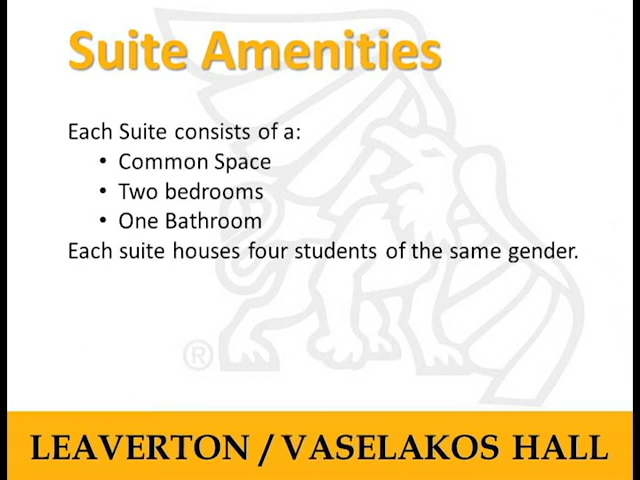 Suite Amenities
Each Suite consists of a:
• Common Space
• Two bedrooms
• One Bathroom
Each suite houses four students of the same gender.
®
LEAVERTON / VASELAKOS HALL